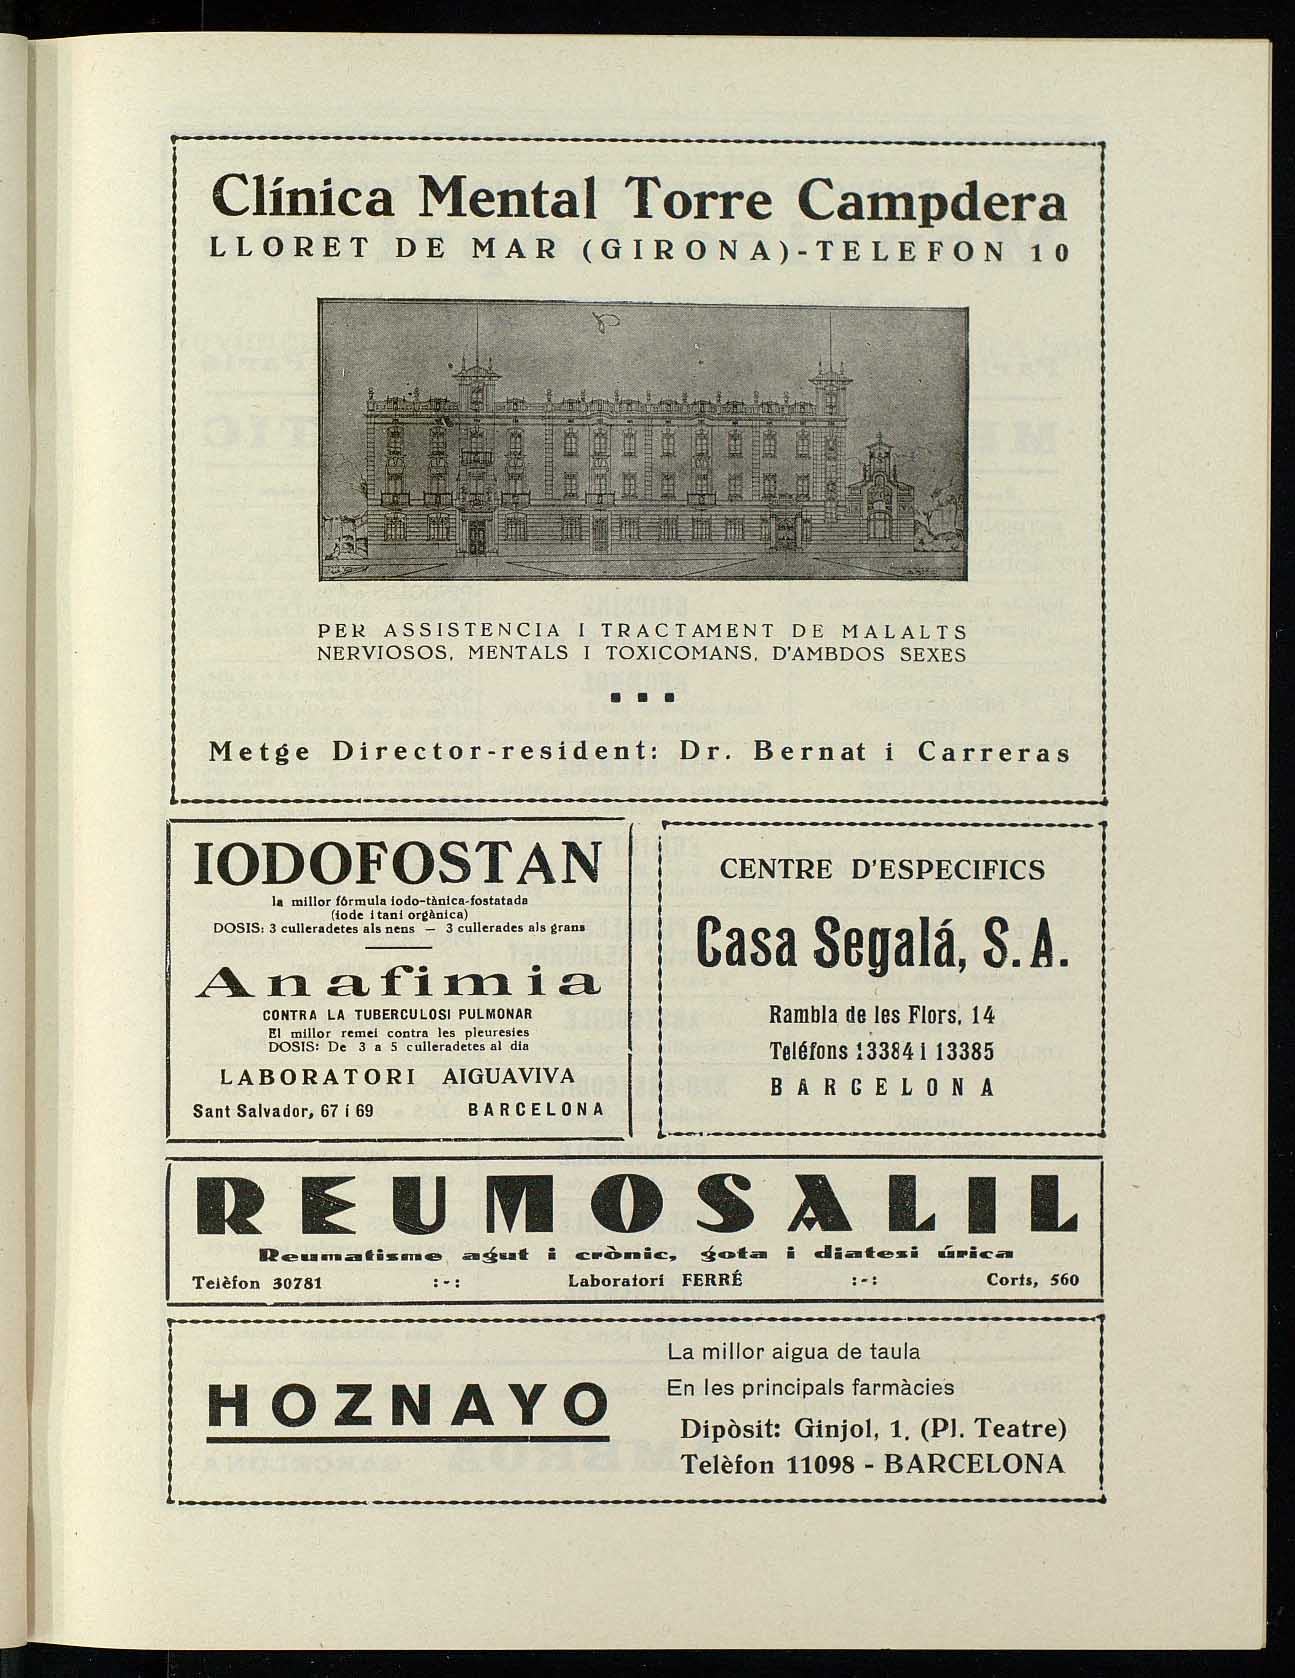 Clínica Mental Torre Campdera
LLORET DE MAR (GIRONA)-TELEFON 10
PER ASSISTENCIA I TRACTAMENT DE MALALTS
NERVIOSOS, MENTALS I TOXICOMANS, D'AMBDOS SEXES
Metge Director-resident: Dr. Bernat i Carreras
IODOFOSTAN
la millor fórmula iodo-tànica-fostatada
(iode i tani orgànica)
DOSIS: 3 culleradetes als nens — 3 cullerades als grans
Anafimia
CONTRA LA TUBERCULOSI PULMONAR
El millor remei contra les pleuresies
DOSIS: De 3 a 5 culleradetes al dia
LABORATORI AIGUAVIVA
Sant Salvador, 67 i 69 BARCELONA
CENTRE D'ESPECIFICS
Casa Segalá, S. A.
Rambla de les Flors, 14
Teléfons 13384 i 13385
BARCELONA
REUMOSALIL
Reumatisme agut i crònic, gota i diatesi úrica
Telèfon 30781 :-: Laboratori FERRÉ :-: Corts, 560
HOZNAYO
La millor aigua de taula
En les principals farmàcies
Dipòsit: Ginjol, 1. (Pl. Teatre)
Telèfon 11098 - BARCELONA